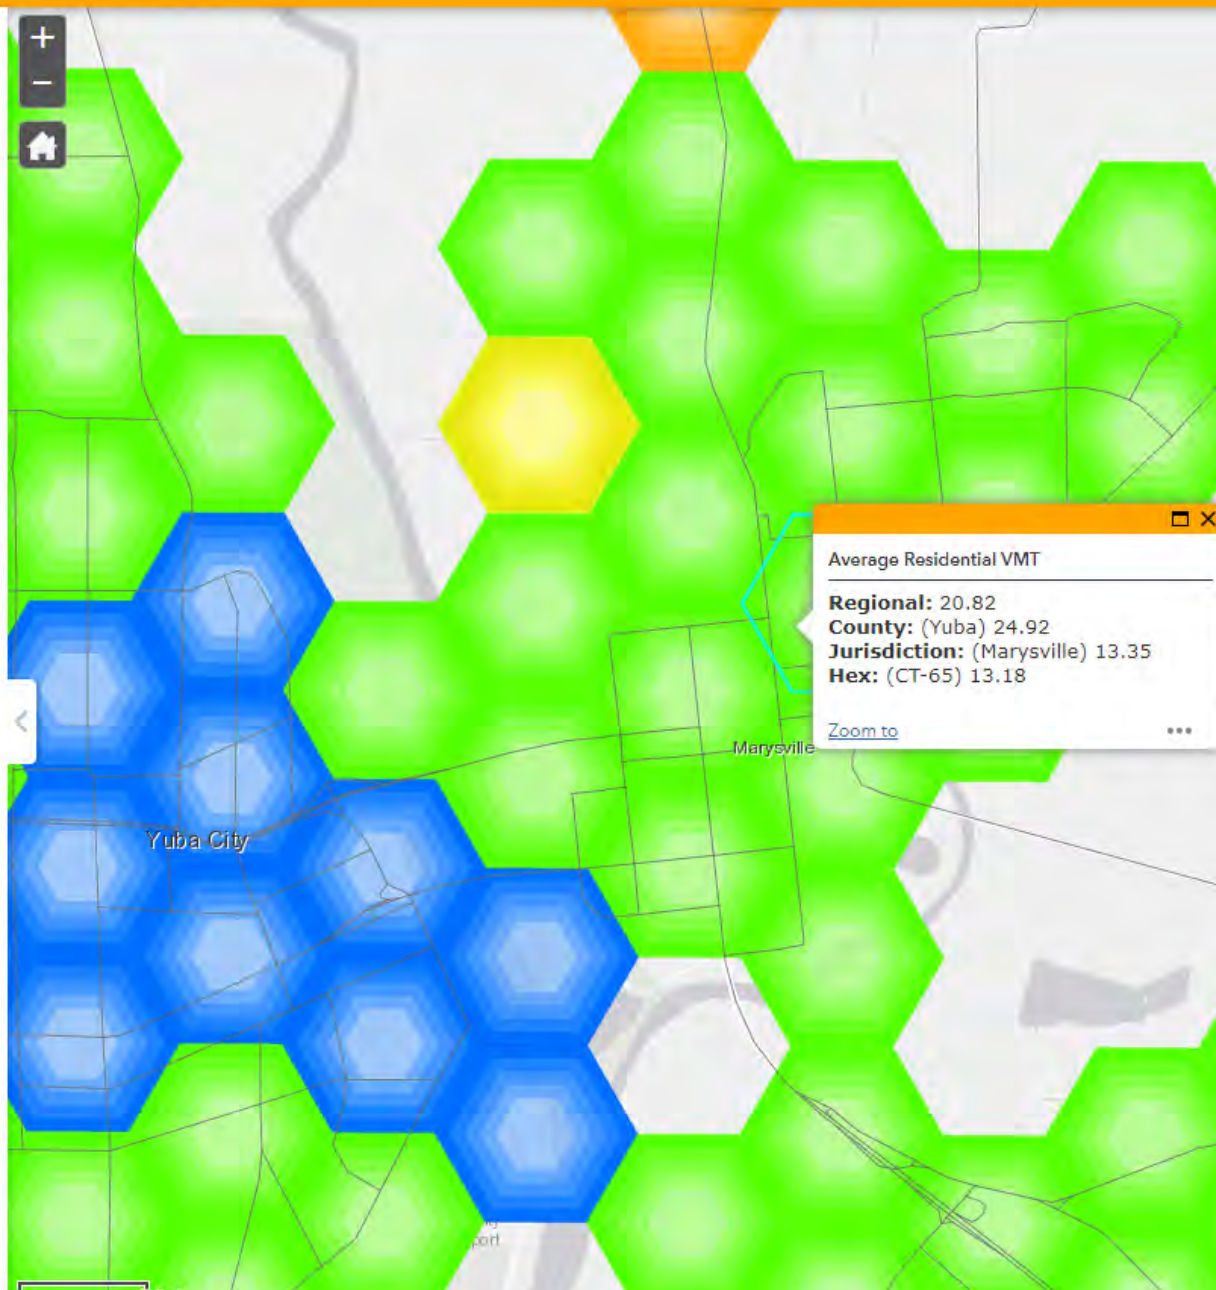 +
−
Average Residential VMT
Regional: 20.82
County: (Yuba) 24.92
Jurisdiction: (Marysville) 13.35
Hex: (CT-65) 13.18
Zoom to
Marysville
Yuba City
port